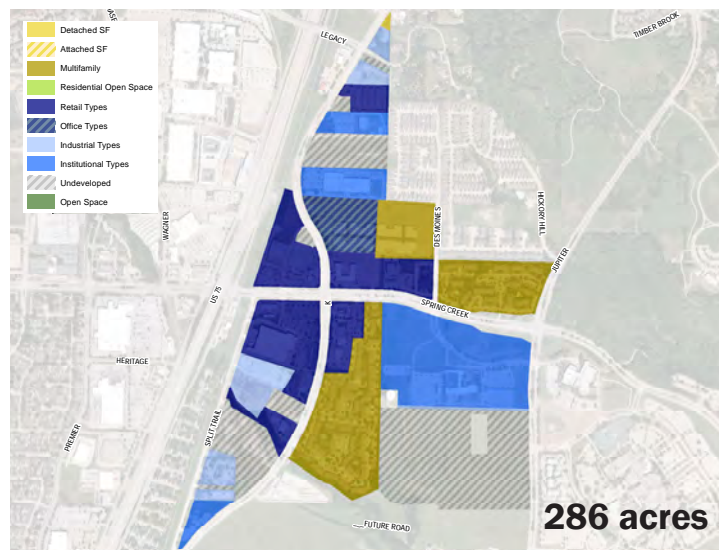 Detached SF
Attached SF
Multifamily
Residential Open Space
Retail Types
Office Types
Industrial Types
Institutional Types
Undeveloped
Open Space
LEGACY
TIMBER BROOK
WAGNER
DES MOINES
HICKORY HILL
JUPITER
US 75
K
SPRING CREEK
HERITAGE
SPLIT TRAIL
PREMIER
FUTURE ROAD
286 acres